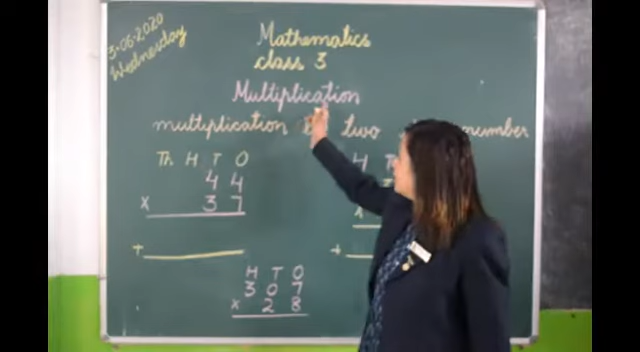 3.06.2020
Wednesday
Mathematics
class 3
Multiplication
multiplication two number
Th H T O
4 4
x 3 7
+
H
+
H T O
3 0 7
x 2 8